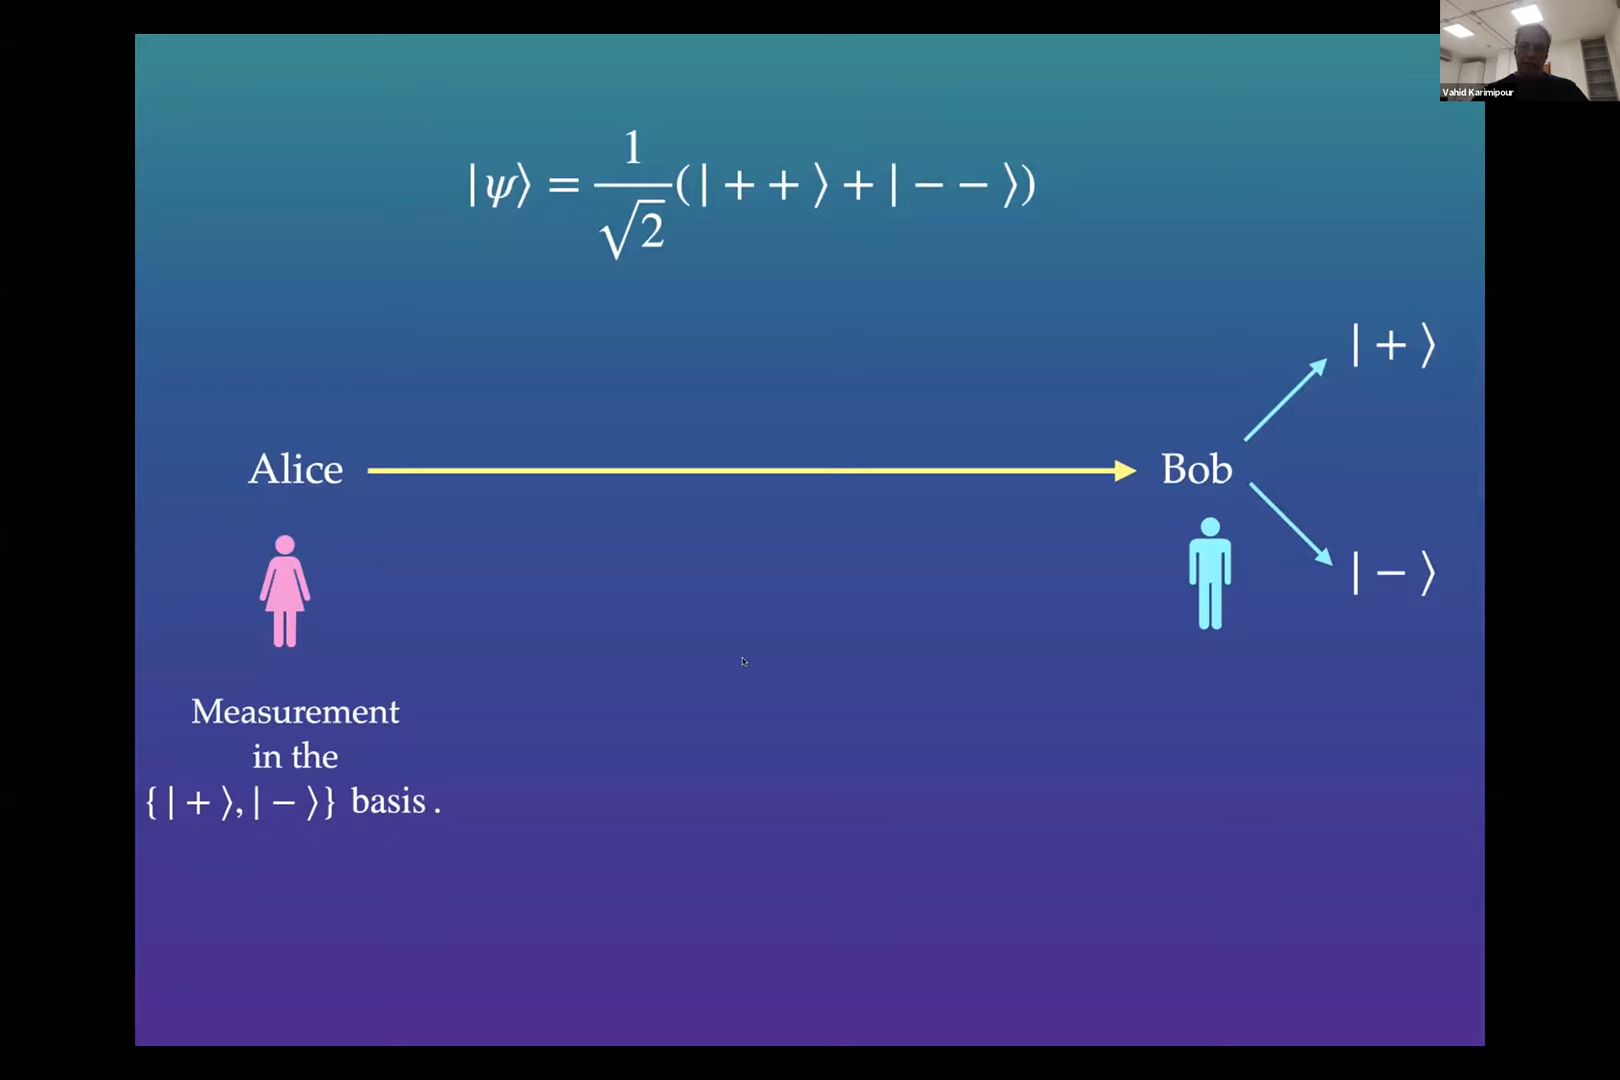 Vahid Karimipour
|ψ⟩ = 1/√2 (| + + ⟩ + | − − ⟩)
| + ⟩
Alice
Bob
| − ⟩
Measurement
in the
{ | + ⟩, | − ⟩} basis .